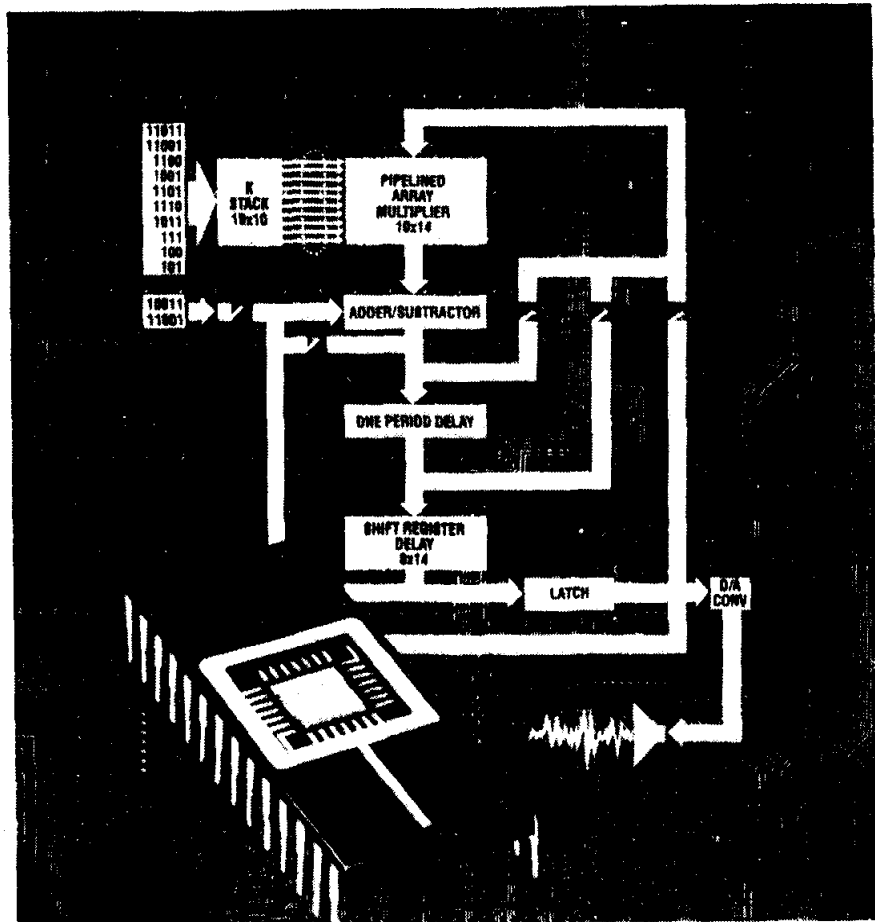 11011
11001
1100
1001
1101
1110
1011
111
100
101
K
STACK
10x10
PIPELINED
ARRAY
MULTIPLIER
10x14
10011
11001
ADDER/SUBTRACTOR
ONE PERIOD DELAY
SHIFT REGISTER
DELAY
8x14
LATCH
D/A
CONV